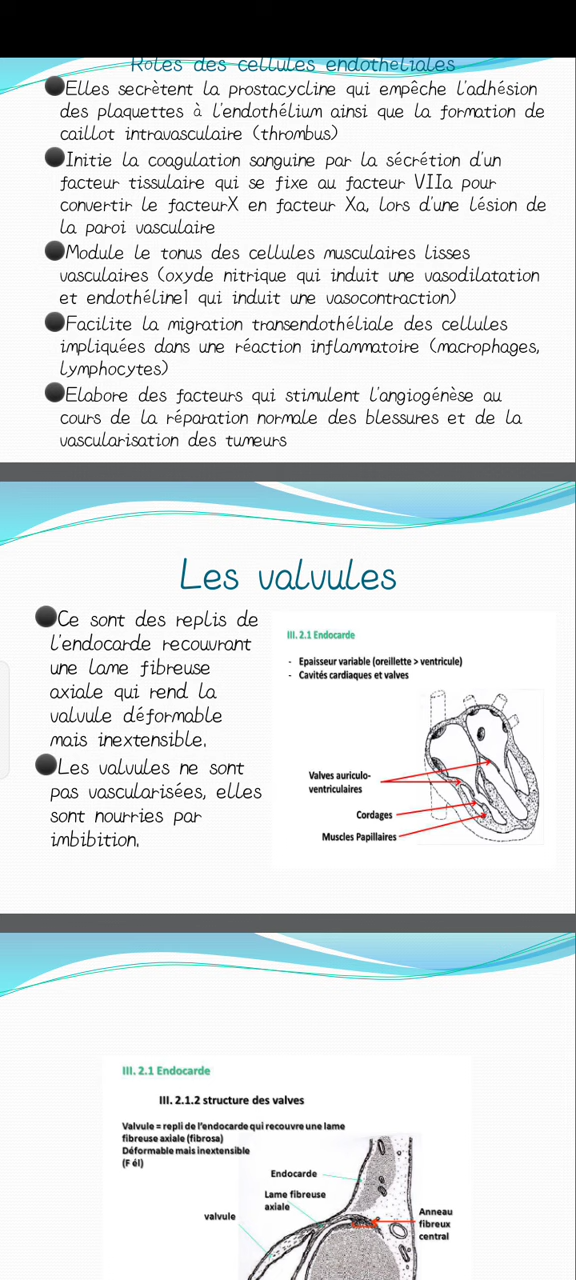 Rôles des cellules endothéliales
Elles secrètent la prostacycline qui empêche l'adhésion
des plaquettes à l'endothélium ainsi que la formation de
caillot intravasculaire (thrombus)
Initie la coagulation sanguine par la sécrétion d'un
facteur tissulaire qui se fixe au facteur VIIa pour
convertir le facteurX en facteur Xa, lors d'une lésion de
la paroi vasculaire
Module le tonus des cellules musculaires lisses
vasculaires (oxyde nitrique qui induit une vasodilatation
et endothéline1 qui induit une vasocontraction)
Facilite la migration transendothéliale des cellules
impliquées dans une réaction inflammatoire (macrophages,
lymphocytes)
Elabore des facteurs qui stimulent l'angiogénèse au
cours de la réparation normale des blessures et de la
vascularisation des tumeurs
Les valvules
Ce sont des replis de
l'endocarde recouvrant
une lame fibreuse
axiale qui rend la
valvule déformable
mais inextensible.
Les valvules ne sont
pas vascularisées, elles
sont nourries par
imbibition.
III. 2.1 Endocarde
- Epaisseur variable (oreillette > ventricule)
- Cavités cardiaques et valves
Valves auriculo-
ventriculaires
Cordages
Muscles Papillaires
III. 2.1 Endocarde
III. 2.1.2 structure des valves
Valvule = repli de l'endocarde qui recouvre une lame
fibreuse axiale (fibrosa)
Déformable mais inextensible
(F él)
Endocarde
Lame fibreuse
axiale
valvule
Anneau
fibreux
central